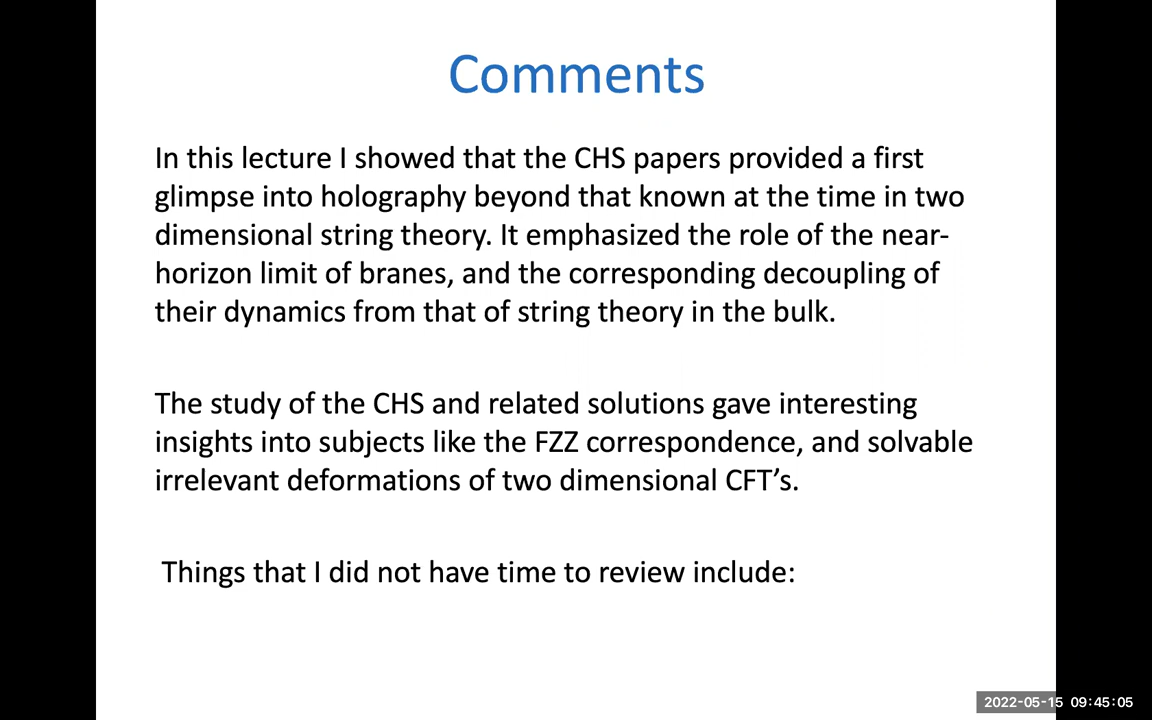 Comments
In this lecture I showed that the CHS papers provided a first
glimpse into holography beyond that known at the time in two
dimensional string theory. It emphasized the role of the near-
horizon limit of branes, and the corresponding decoupling of
their dynamics from that of string theory in the bulk.
The study of the CHS and related solutions gave interesting
insights into subjects like the FZZ correspondence, and solvable
irrelevant deformations of two dimensional CFT’s.
Things that I did not have time to review include:
2022-05-15 09:45:05